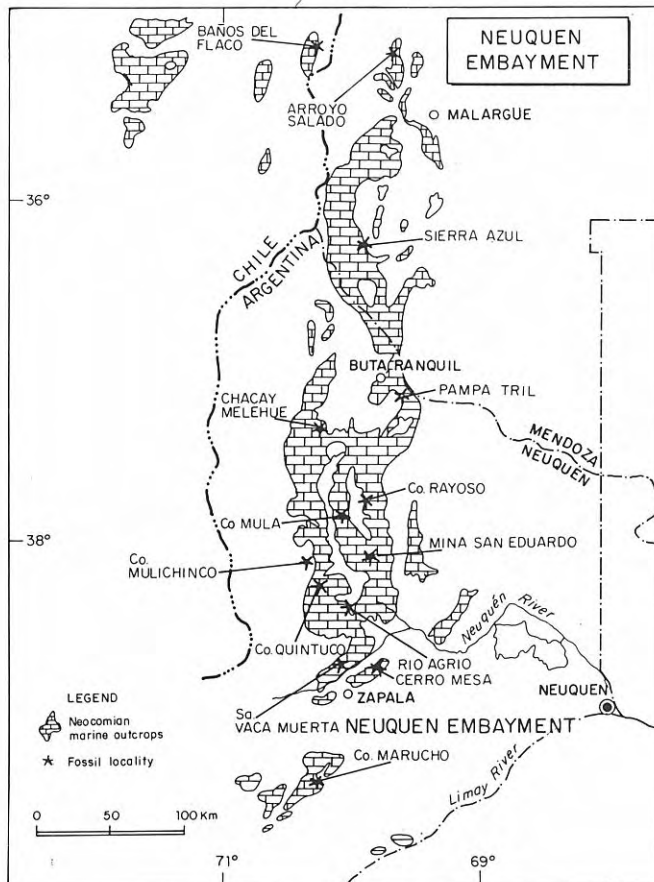 NEUQUEN
EMBAYMENT
BAÑOS DEL
FLACO
ARROYO
SALADO
MALARGÜE
36°
SIERRA AZUL
CHILE
ARGENTINA
BUTA RANQUIL
PAMPA TRIL
CHACAY
MELEHUE
MENDOZA
NEUQUÉN
Co. RAYOSO
Co. MULA
38°
MINA SAN EDUARDO
Co.
MULICHINCO
Neuquén River
Co. QUINTUCO
RIO AGRIO
CERRO MESA
NEUQUEN
ZAPALA
Sa.
VACA MUERTA
NEUQUEN EMBAYMENT
LEGEND
Neocomian
marine outcrops
Fossil locality
Co. MARUCHO
Limay River
0 50 100 Km
71°
69°